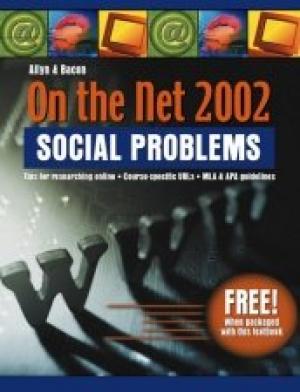 @ @
Allyn & Bacon
On the Net 2002
SOCIAL PROBLEMS
Tips for researching online • Course-specific URLs • MLA & APA guidelines
W W W
FREE!
When packaged
with this textbook